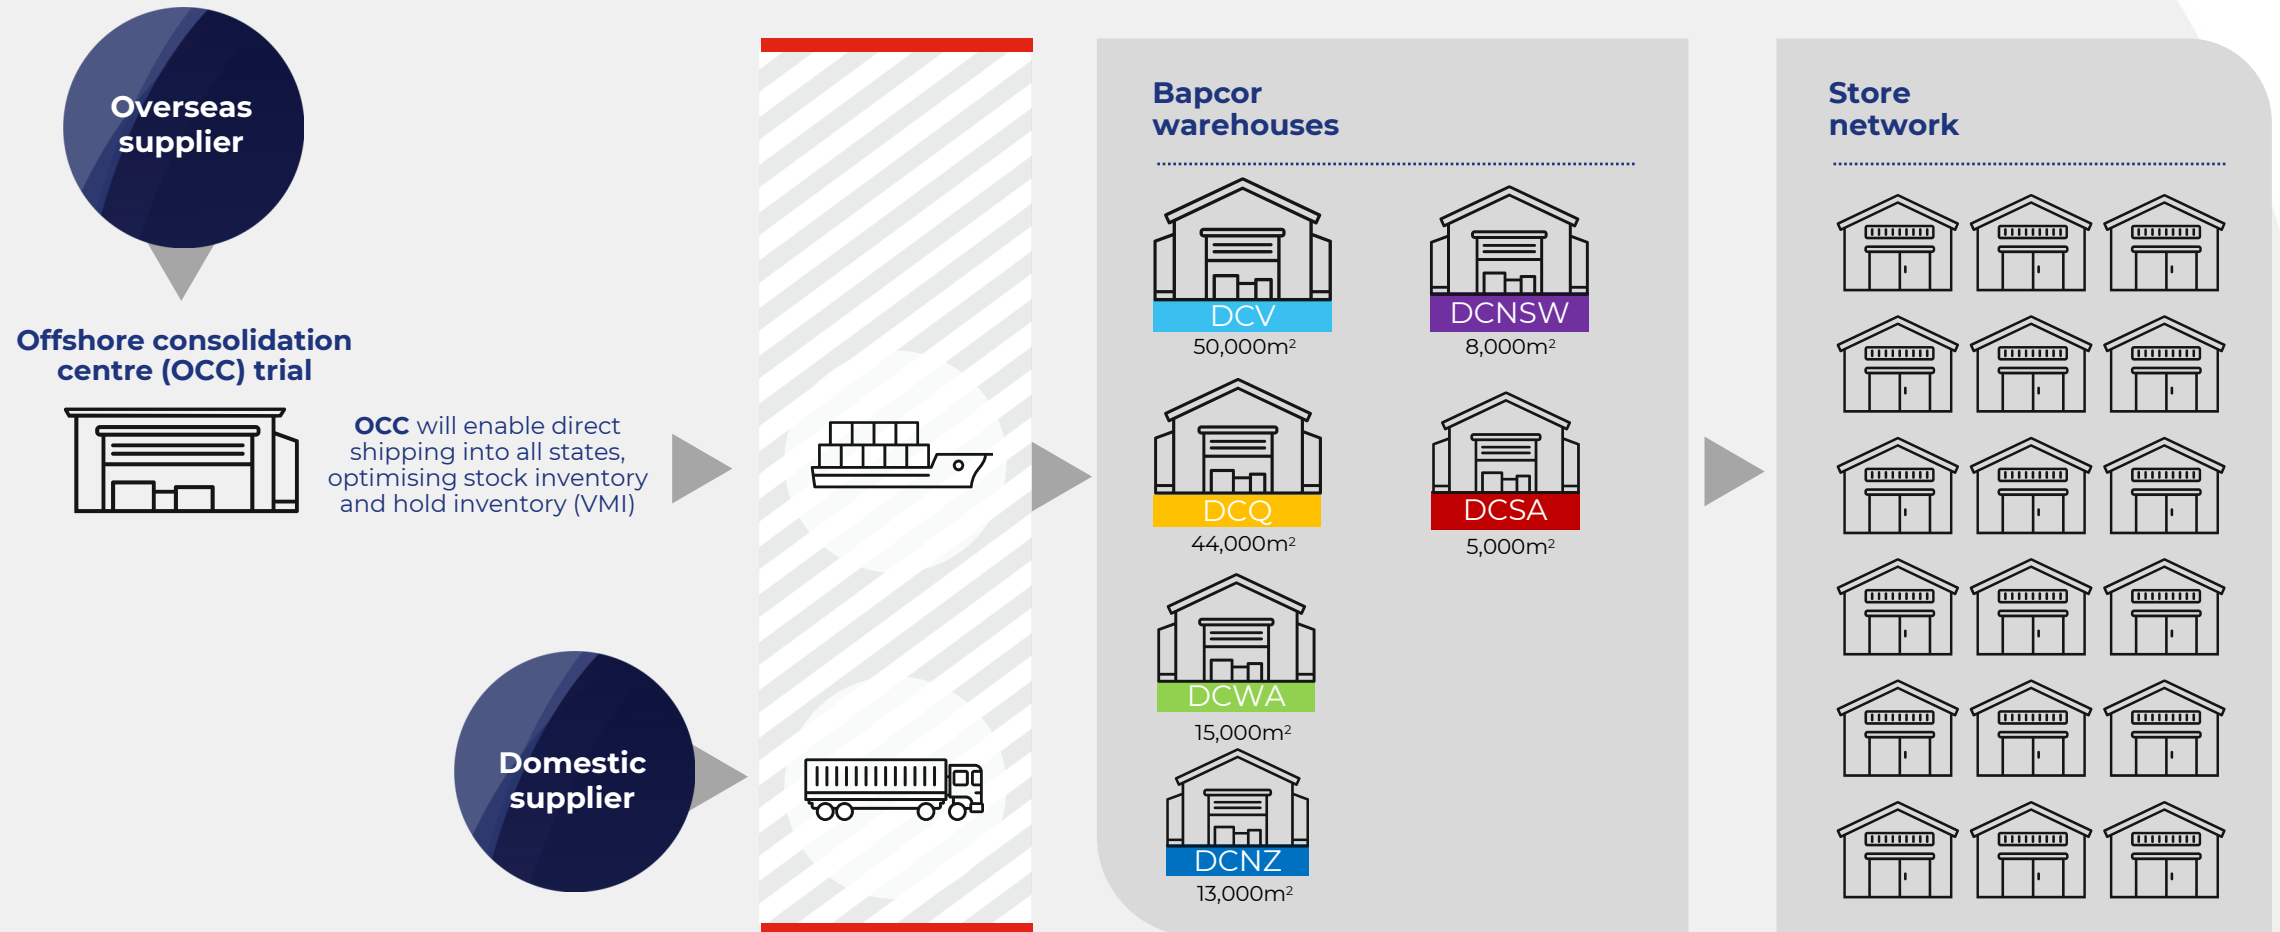 Overseas
supplier
Offshore consolidation
centre (OCC) trial
OCC will enable direct
shipping into all states,
optimising stock inventory
and hold inventory (VMI)
Domestic
supplier
Bapcor
warehouses
DCV
50,000m²
DCNSW
8,000m²
DCQ
44,000m²
DCSA
5,000m²
DCWA
15,000m²
DCNZ
13,000m²
Store
network